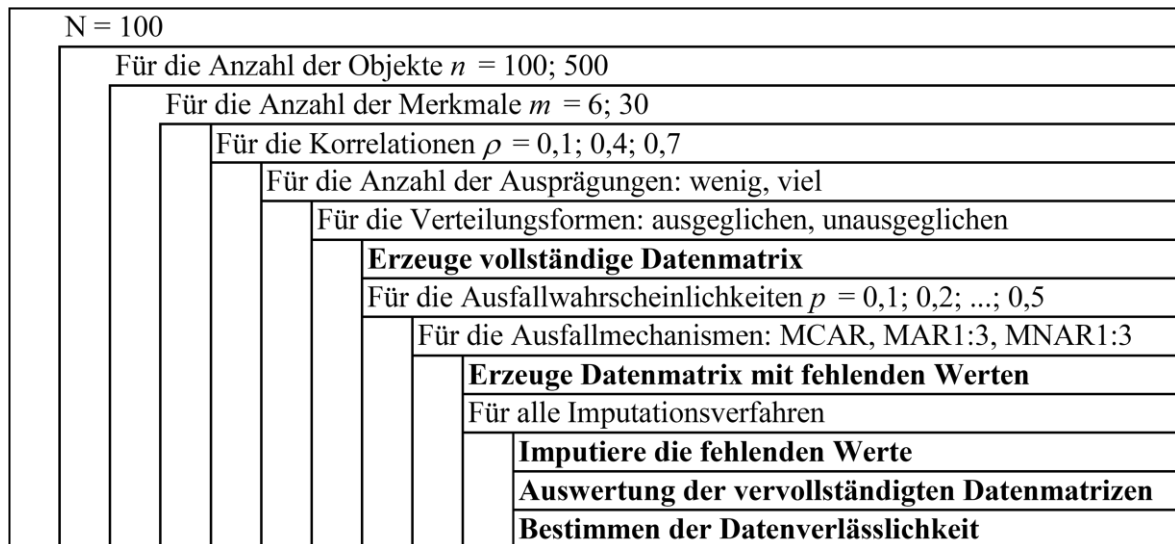 N = 100
Für die Anzahl der Objekte n = 100; 500
Für die Anzahl der Merkmale m = 6; 30
Für die Korrelationen ρ = 0,1; 0,4; 0,7
Für die Anzahl der Ausprägungen: wenig, viel
Für die Verteilungsformen: ausgeglichen, unausgeglichen
Erzeuge vollständige Datenmatrix
Für die Ausfallwahrscheinlichkeiten p = 0,1; 0,2; ...; 0,5
Für die Ausfallmechanismen: MCAR, MAR1:3, MNAR1:3
Erzeuge Datenmatrix mit fehlenden Werten
Für alle Imputationsverfahren
Imputiere die fehlenden Werte
Auswertung der vervollständigten Datenmatrizen
Bestimmen der Datenverlässlichkeit